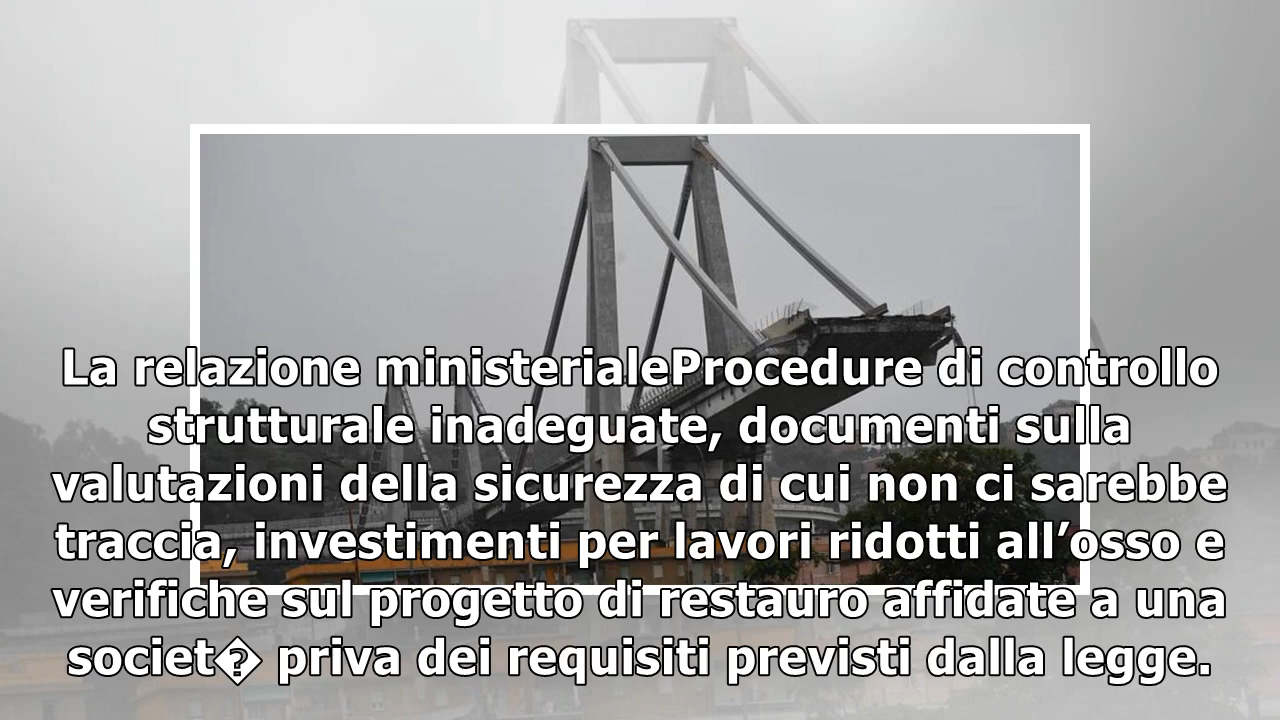 La relazione ministerialeProcedure di controllo
strutturale inadeguate, documenti sulla
valutazioni della sicurezza di cui non ci sarebbe
traccia, investimenti per lavori ridotti all’osso e
verifiche sul progetto di restauro affidate a una
societ� priva dei requisiti previsti dalla legge.